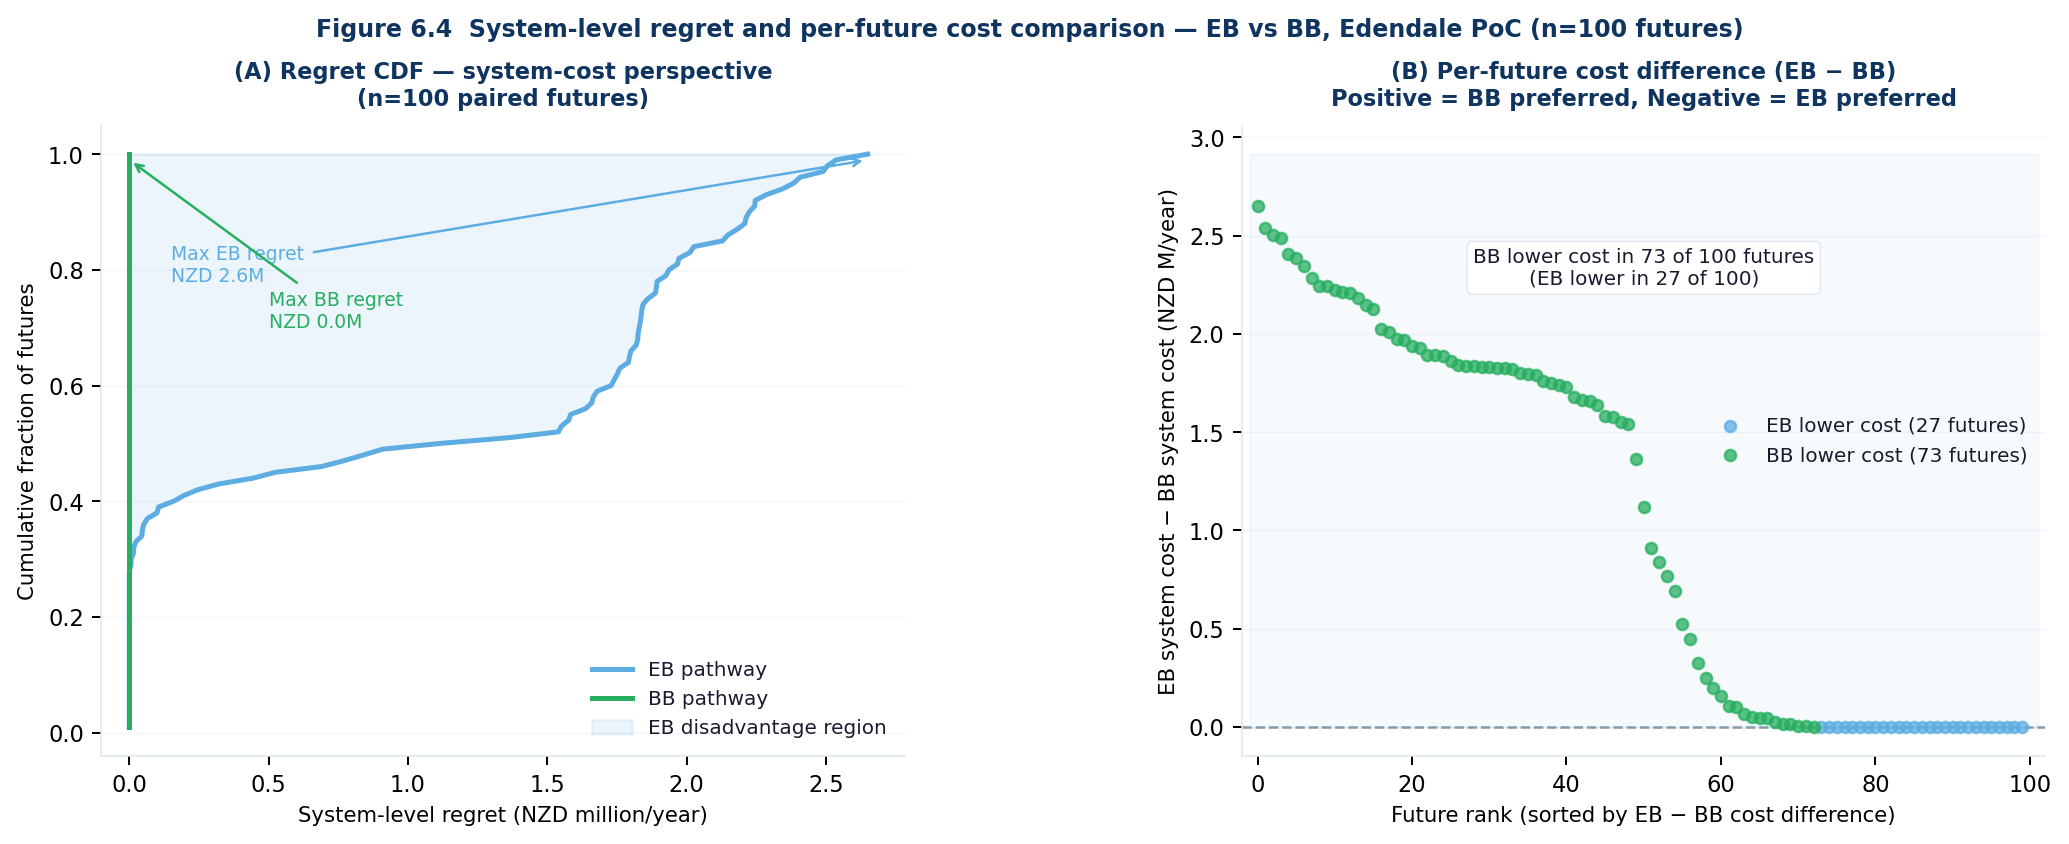 Figure 6.4  System-level regret and per-future cost comparison — EB vs BB, Edendale PoC (n=100 futures)
(A) Regret CDF — system-cost perspective
(n=100 paired futures)
Cumulative fraction of futures
1.0
0.8
0.6
0.4
0.2
0.0
Max EB regret
NZD 2.6M
Max BB regret
NZD 0.0M
EB pathway
BB pathway
EB disadvantage region
0.0 0.5 1.0 1.5 2.0 2.5
System-level regret (NZD million/year)
(B) Per-future cost difference (EB − BB)
Positive = BB preferred, Negative = EB preferred
EB system cost − BB system cost (NZD M/year)
3.0
2.5
2.0
1.5
1.0
0.5
0.0
BB lower cost in 73 of 100 futures
(EB lower in 27 of 100)
EB lower cost (27 futures)
BB lower cost (73 futures)
0 20 40 60 80 100
Future rank (sorted by EB − BB cost difference)